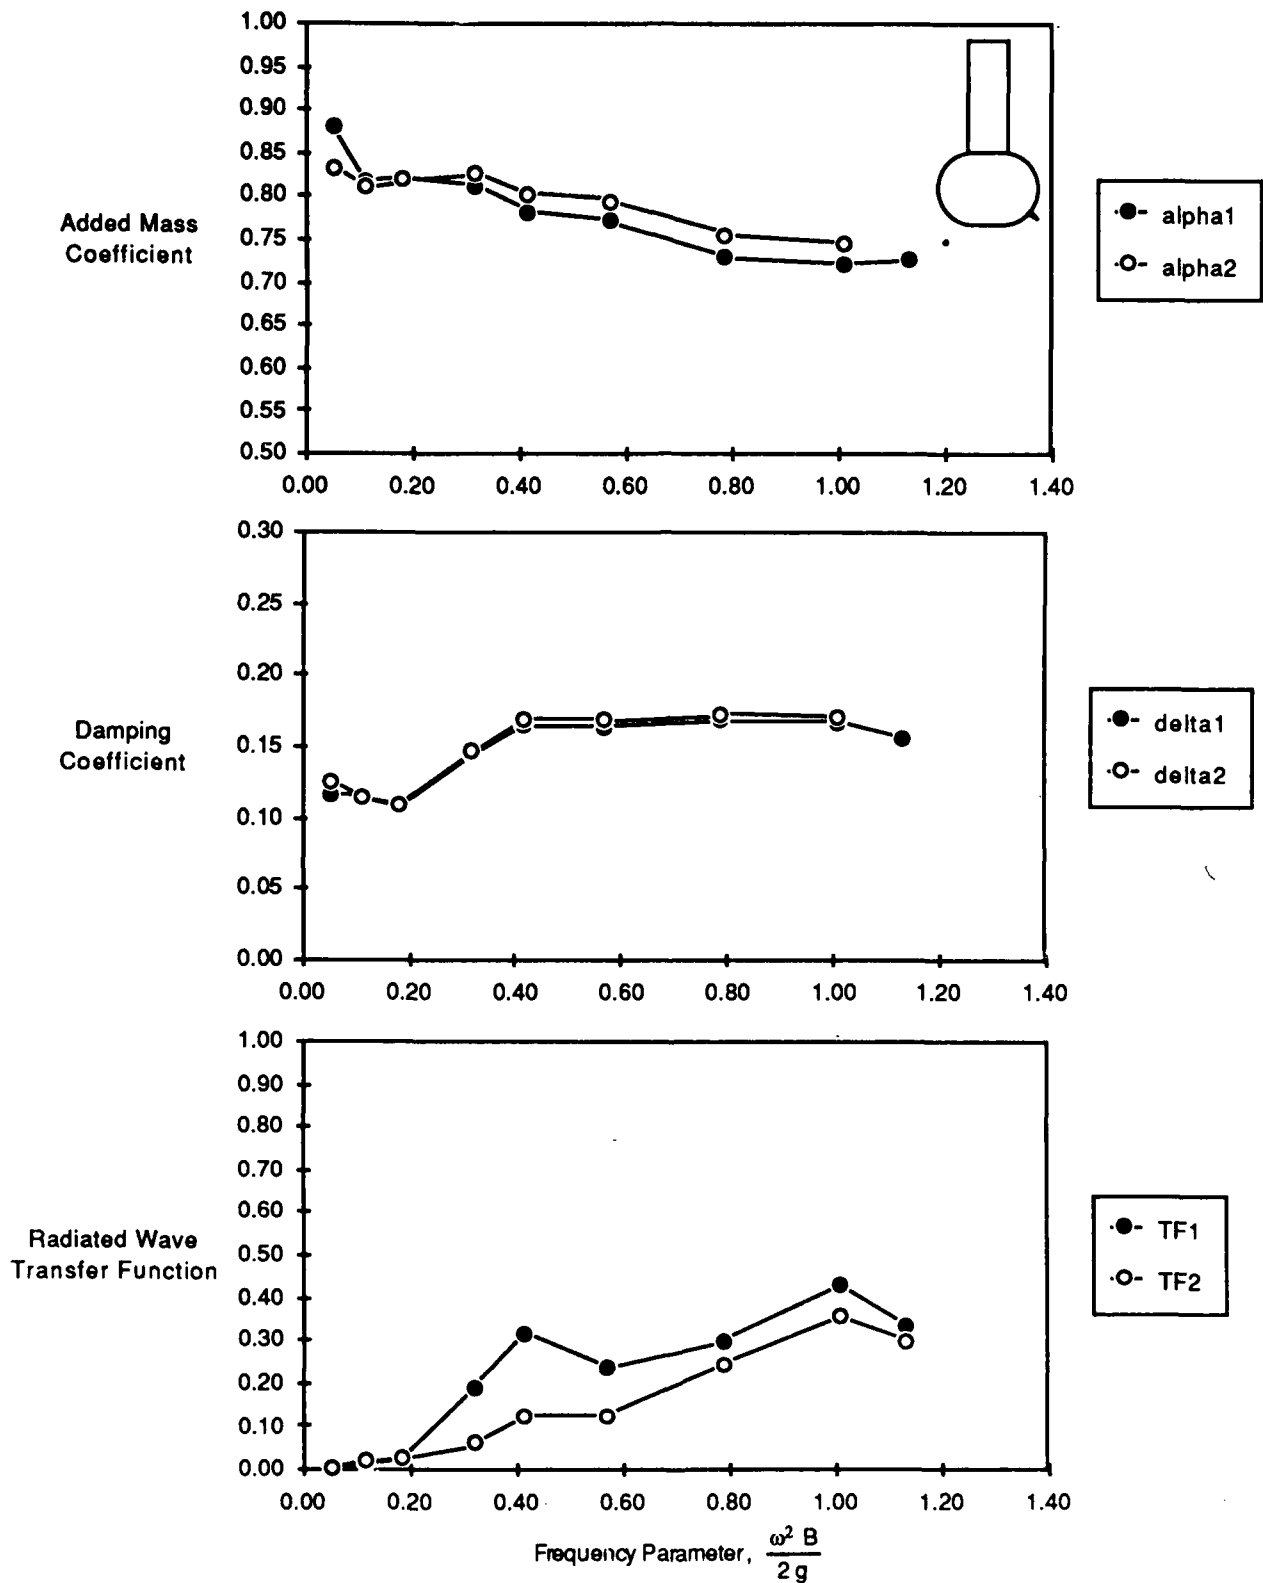 1.00
0.95
0.90
0.85
0.80
0.75
0.70
0.65
0.60
0.55
0.50
Added Mass
Coefficient
0.00 0.20 0.40 0.60 0.80 1.00 1.20 1.40
alpha1
alpha2
0.30
0.25
0.20
0.15
0.10
0.05
0.00
Damping
Coefficient
0.00 0.20 0.40 0.60 0.80 1.00 1.20 1.40
delta1
delta2
1.00
0.90
0.80
0.70
0.60
0.50
0.40
0.30
0.20
0.10
0.00
Radiated Wave
Transfer Function
0.00 0.20 0.40 0.60 0.80 1.00 1.20 1.40
TF1
TF2
Frequency Parameter, ω² B
2 g